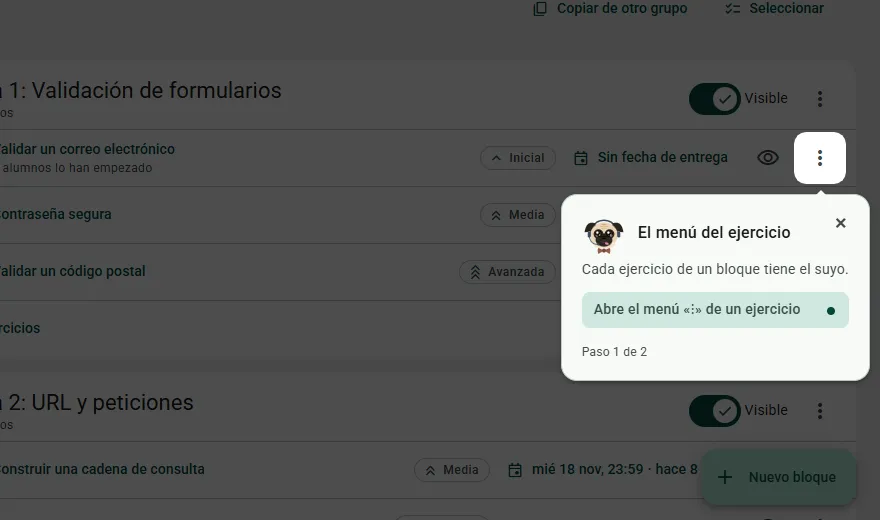 Copiar de otro grupo
Seleccionar
1: Validación de formularios
os
Visible
alidar un correo electrónico
alumnos lo han empezado
Inicial
Sin fecha de entrega
ontraseña segura
Media
El menú del ejercicio
Cada ejercicio de un bloque tiene el suyo.
alidar un código postal
Avanzada
Abre el menú «⋮» de un ejercicio
rcicios
Paso 1 de 2
2: URL y peticiones
os
Visible
onstruir una cadena de consulta
Media
mié 18 nov, 23:59 · hace 8
Nuevo bloque